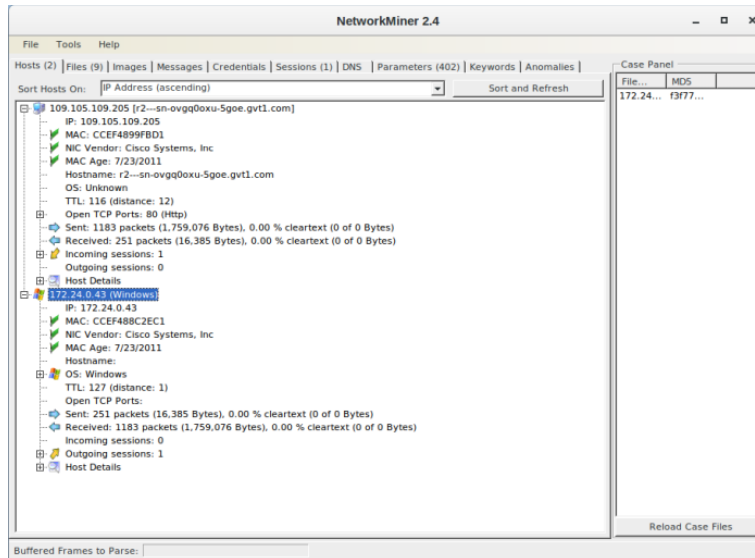 NetworkMiner 2.4
File Tools Help
Hosts (2) Files (9) Images Messages Credentials Sessions (1) DNS Parameters (402) Keywords Anomalies
Case Panel
Sort Hosts On: IP Address (ascending) Sort and Refresh
File... MD5
172.24... f3f77...
109.105.109.205 [r2---sn-ovgq0oxu-5goe.gvt1.com]
IP: 109.105.109.205
MAC: CCEF4899FBD1
NIC Vendor: Cisco Systems, Inc
MAC Age: 7/23/2011
Hostname: r2---sn-ovgq0oxu-5goe.gvt1.com
OS: Unknown
TTL: 116 (distance: 12)
Open TCP Ports: 80 (Http)
Sent: 1183 packets (1,759,076 Bytes), 0.00 % cleartext (0 of 0 Bytes)
Received: 251 packets (16,385 Bytes), 0.00 % cleartext (0 of 0 Bytes)
Incoming sessions: 1
Outgoing sessions: 0
Host Details
172.24.0.43 (Windows)
IP: 172.24.0.43
MAC: CCEF488C2EC1
NIC Vendor: Cisco Systems, Inc
MAC Age: 7/23/2011
Hostname:
OS: Windows
TTL: 127 (distance: 1)
Open TCP Ports:
Sent: 251 packets (16,385 Bytes), 0.00 % cleartext (0 of 0 Bytes)
Received: 1183 packets (1,759,076 Bytes), 0.00 % cleartext (0 of 0 Bytes)
Incoming sessions: 0
Outgoing sessions: 1
Host Details
Reload Case Files
Buffered Frames to Parse: